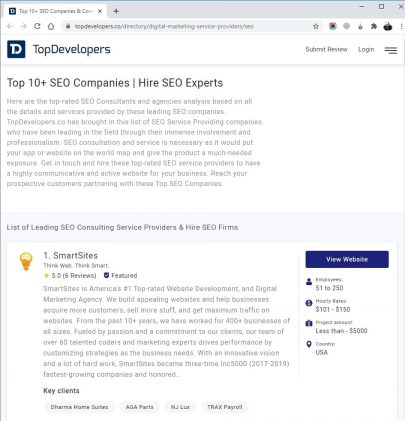 Top 10+ SEO Companies & Cons
topdevelopers.co/directory/digital-marketing-service-providers/seo
TopDevelopers
Submit Review
Login
Top 10+ SEO Companies | Hire SEO Experts
Here are the top-rated SEO Consultants and agencies analysis based on all
the details and services provided by these leading SEO companies.
TopDevelopers.co has brought in this list of SEO Service Providing companies
who have been leading in the field through their immense involvement and
professionalism. SEO consultation and service is necessary as it would put
your app or website on the world map and give the product a much-needed
exposure. Get in touch and hire these top-rated SEO service providers to have
a highly communicative and active website for your business. Reach your
prospective customers partnering with these Top SEO Companies.
List of Leading SEO Consulting Service Providers & Hire SEO Firms
1. SmartSites
Think Web. Think Smart.
5.0 (6 Reviews)
Featured
SmartSites is America's #1 Top-rated Website Development, and Digital
Marketing Agency. We build appealing websites and help businesses
acquire more customers, sell more stuff, and get maximum traffic on
websites. From the past 10+ years, we have worked for 400+ businesses of
all sizes. Fueled by passion and a commitment to our clients, our team of
over 60 talented coders and marketing experts drives performance by
customizing strategies as the business needs. With an innovative vision
and a lot of hard work, SmartSites became three-time Inc5000 (2017-2019)
fastest-growing companies and honored...
Key clients
Dharma Home Suites
AGA Parts
NJ Lux
TRAX Payroll
View Website
Employees:
51 to 250
Hourly Rates:
$101 - $150
Project amount:
Less than - $5000
Country:
USA